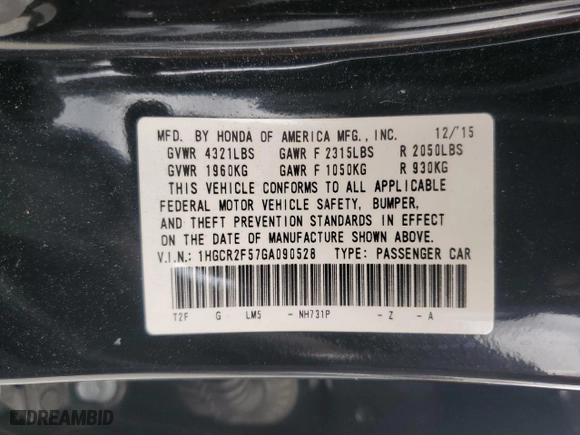 MFD. BY HONDA OF AMERICA MFG., INC. 12/'15
GVWR 4321LBS GAWR F 2315LBS R 2050LBS
GVWR 1960KG GAWR F 1050KG R 930KG
THIS VEHICLE CONFORMS TO ALL APPLICABLE
FEDERAL MOTOR VEHICLE SAFETY, BUMPER,
AND THEFT PREVENTION STANDARDS IN EFFECT
ON THE DATE OF MANUFACTURE SHOWN ABOVE.
V.I.N.: 1HGCR2F57GA090528 TYPE: PASSENGER CAR
T2F G LM5 - NH731P - Z - A
DREAMBID